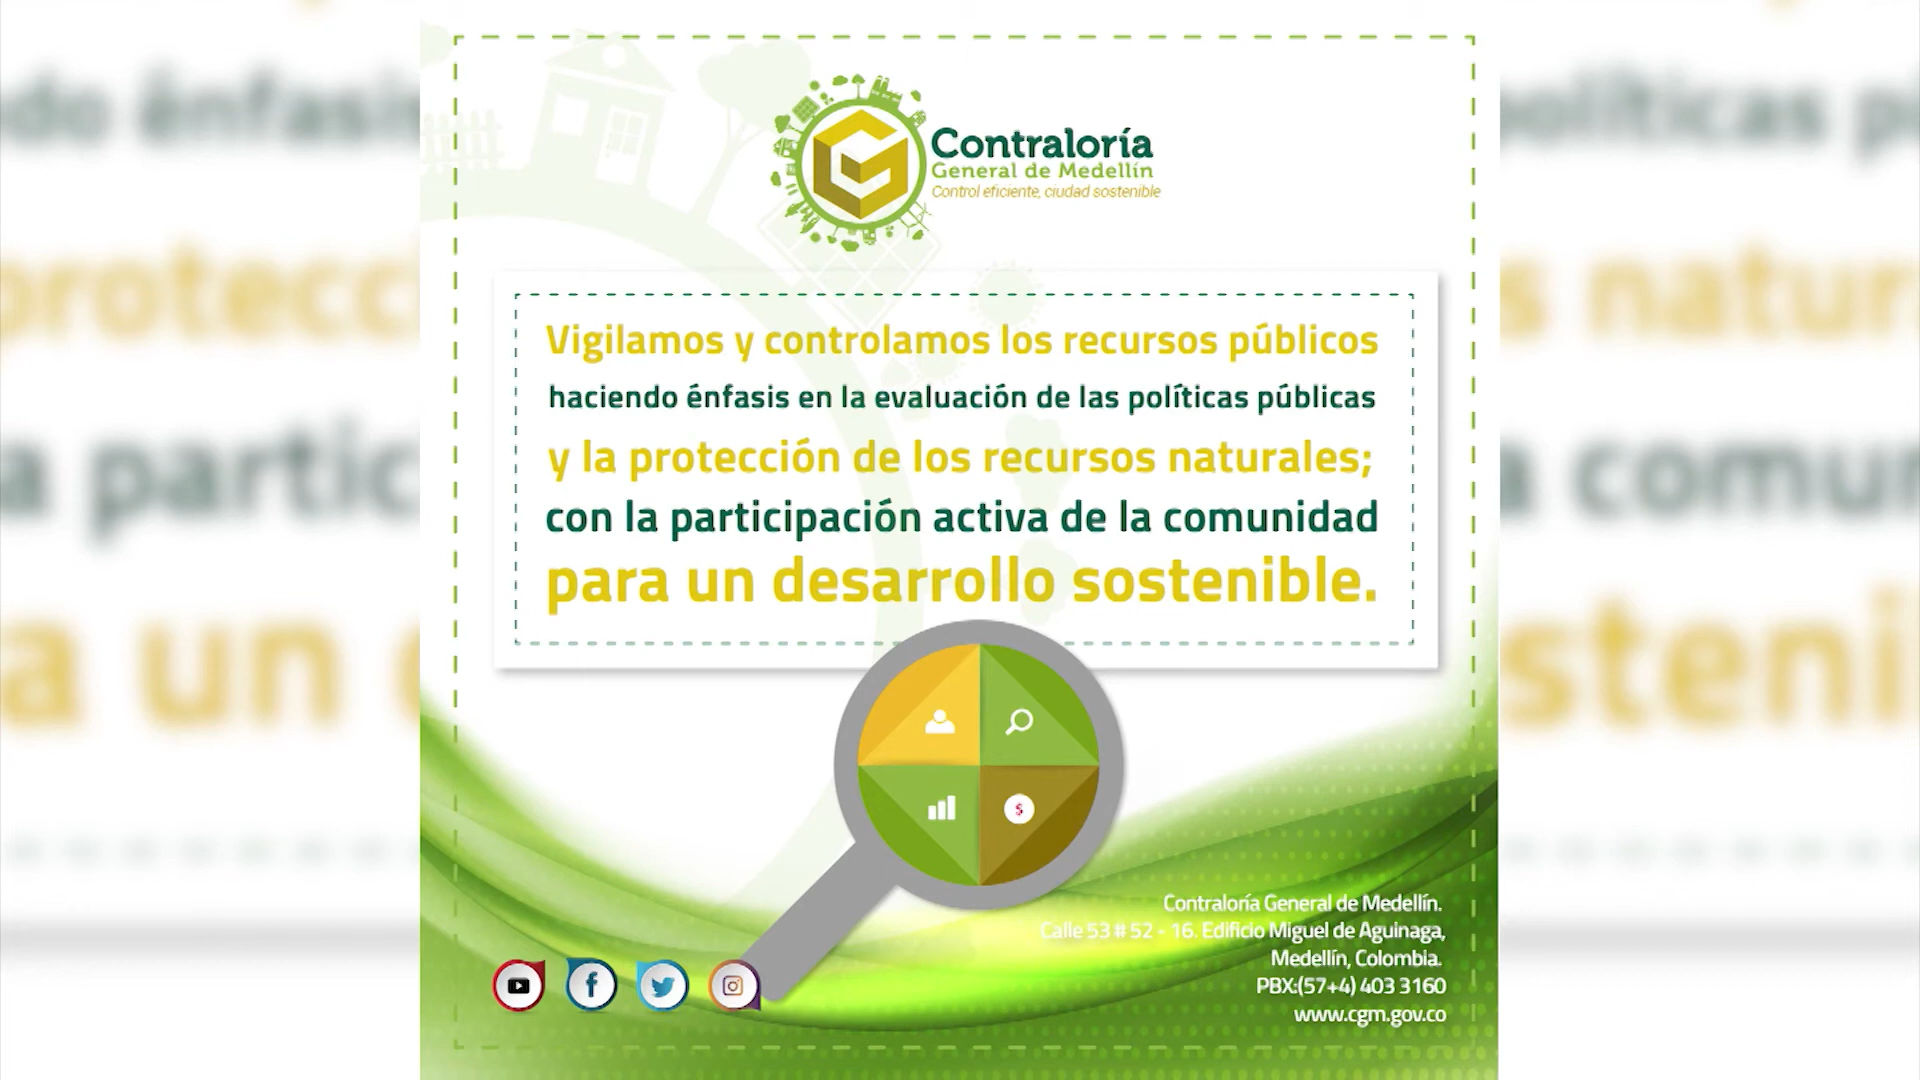 Contraloría
General de Medellín
Control eficiente, ciudad sostenible
Vigilamos y controlamos los recursos públicos
haciendo énfasis en la evaluación de las políticas públicas
y la protección de los recursos naturales;
con la participación activa de la comunidad
para un desarrollo sostenible.
$
Contraloría General de Medellín.
Calle 53 # 52 - 16. Edificio Miguel de Aguinaga,
Medellín, Colombia.
PBX:(57+4) 403 3160
www.cgm.gov.co